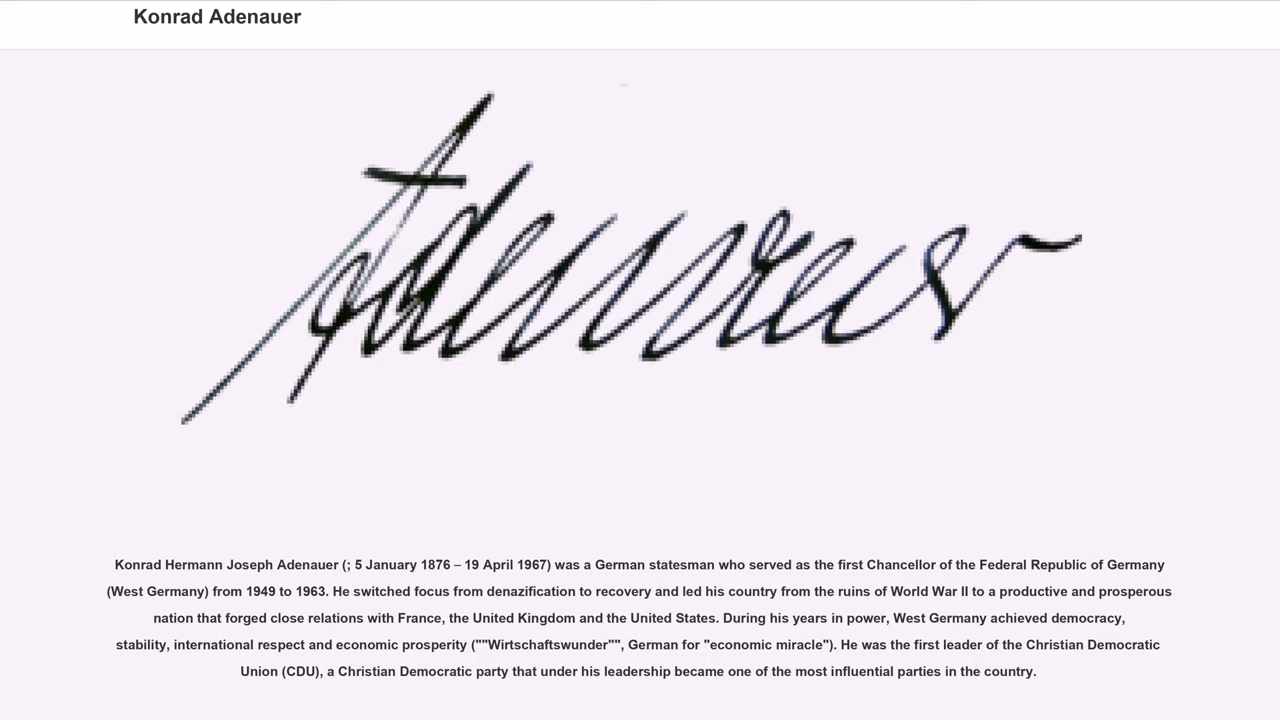 Konrad Adenauer
Adenauer
Konrad Hermann Joseph Adenauer (; 5 January 1876 – 19 April 1967) was a German statesman who served as the first Chancellor of the Federal Republic of Germany
(West Germany) from 1949 to 1963. He switched focus from denazification to recovery and led his country from the ruins of World War II to a productive and prosperous
nation that forged close relations with France, the United Kingdom and the United States. During his years in power, West Germany achieved democracy,
stability, international respect and economic prosperity (""Wirtschaftswunder"", German for "economic miracle"). He was the first leader of the Christian Democratic
Union (CDU), a Christian Democratic party that under his leadership became one of the most influential parties in the country.